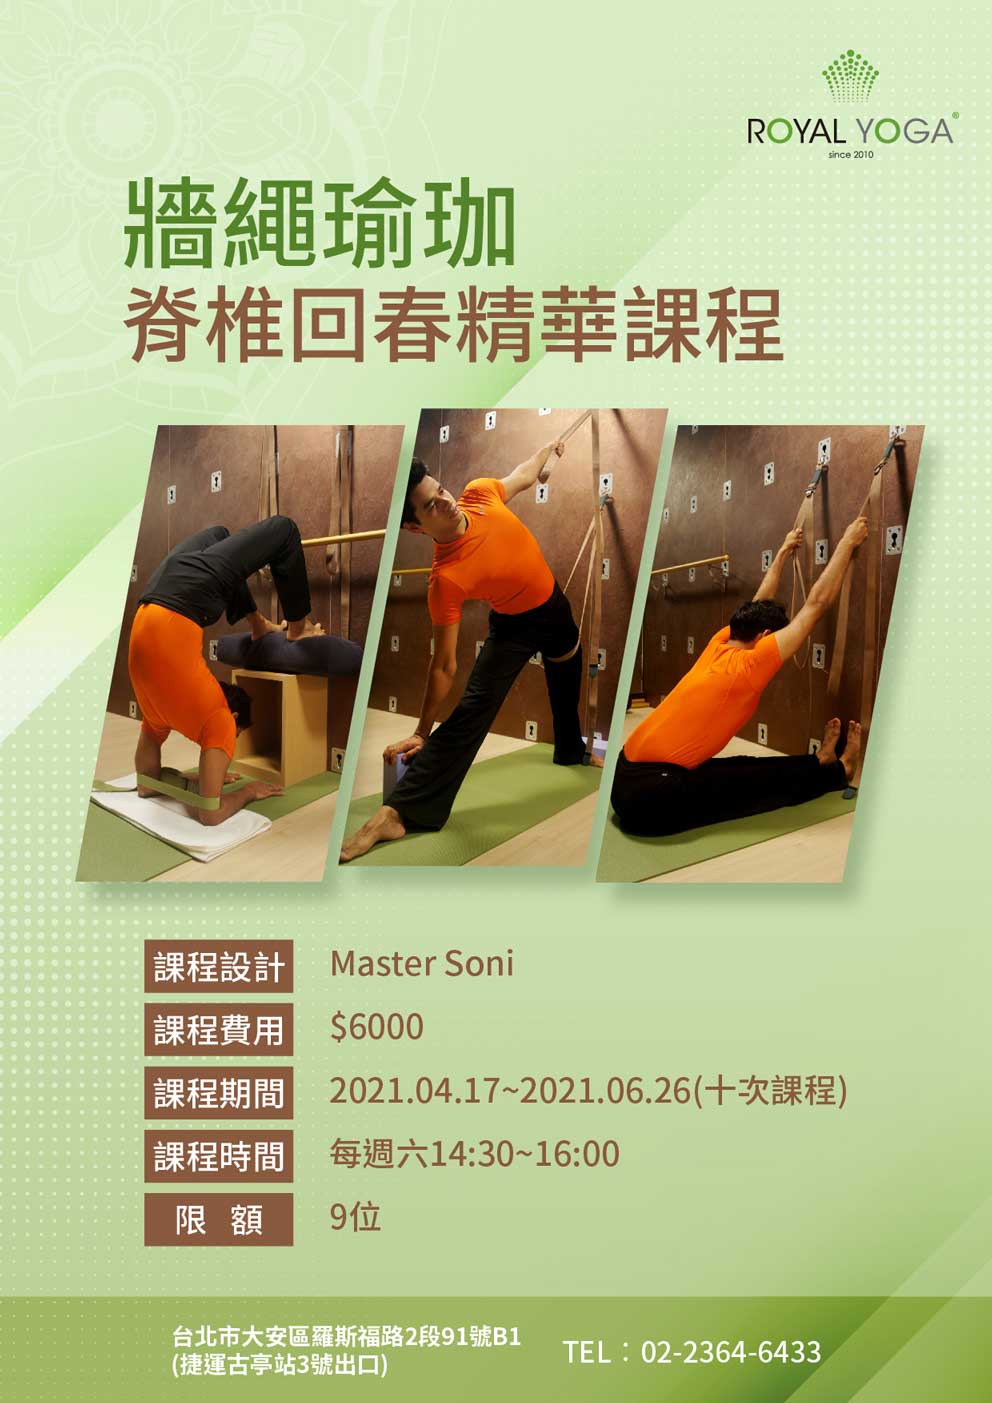 ROYAL YOGA®
since 2010
牆繩瑜珈
脊椎回春精華課程
課程設計 Master Soni
課程費用 $6000
課程期間 2021.04.17~2021.06.26(十次課程)
課程時間 每週六14:30~16:00
限 額 9位
台北市大安區羅斯福路2段91號B1
(捷運古亭站3號出口)
TEL：02-2364-6433